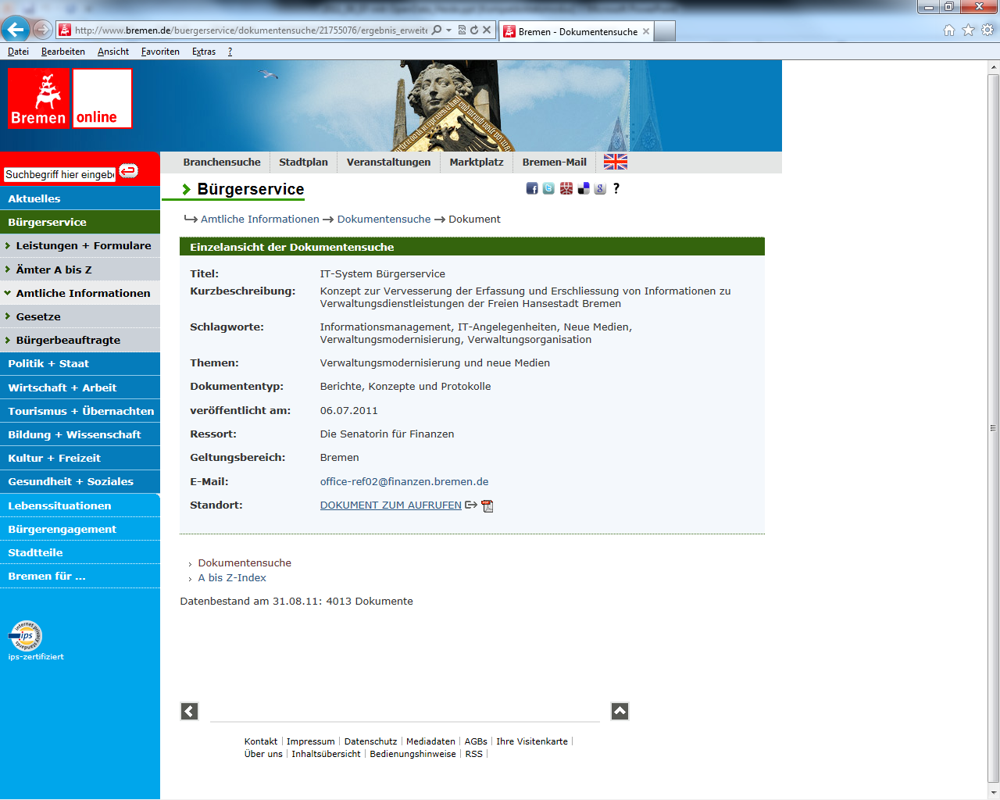 http://www.bremen.de/buergerservice/dokumentensuche/21755076/ergebnis_erweite
Bremen - Dokumentensuche
Datei Bearbeiten Ansicht Favoriten Extras ?
Bremen online
Suchbegriff hier eingebe
Branchensuche Stadtplan Veranstaltungen Marktplatz Bremen-Mail
Aktuelles
Bürgerservice
Leistungen + Formulare
Ämter A bis Z
Amtliche Informationen
Gesetze
Bürgerbeauftragte
Politik + Staat
Wirtschaft + Arbeit
Tourismus + Übernachten
Bildung + Wissenschaft
Kultur + Freizeit
Gesundheit + Soziales
Lebenssituationen
Bürgerengagement
Stadtteile
Bremen für ...
internet privacy standards
ips
ips-zertifiziert
Bürgerservice
?
Amtliche Informationen Dokumentensuche Dokument
Einzelansicht der Dokumentensuche
Titel: IT-System Bürgerservice
Kurzbeschreibung: Konzept zur Vervesserung der Erfassung und Erschliessung von Informationen zu
Verwaltungsdienstleistungen der Freien Hansestadt Bremen
Schlagworte: Informationsmanagement, IT-Angelegenheiten, Neue Medien,
Verwaltungsmodernisierung, Verwaltungsorganisation
Themen: Verwaltungsmodernisierung und neue Medien
Dokumententyp: Berichte, Konzepte und Protokolle
veröffentlicht am: 06.07.2011
Ressort: Die Senatorin für Finanzen
Geltungsbereich: Bremen
E-Mail: office-ref02@finanzen.bremen.de
Standort: DOKUMENT ZUM AUFRUFEN
Dokumentensuche
A bis Z-Index
Datenbestand am 31.08.11: 4013 Dokumente
Kontakt | Impressum | Datenschutz | Mediadaten | AGBs | Ihre Visitenkarte |
Über uns | Inhaltsübersicht | Bedienungshinweise | RSS |